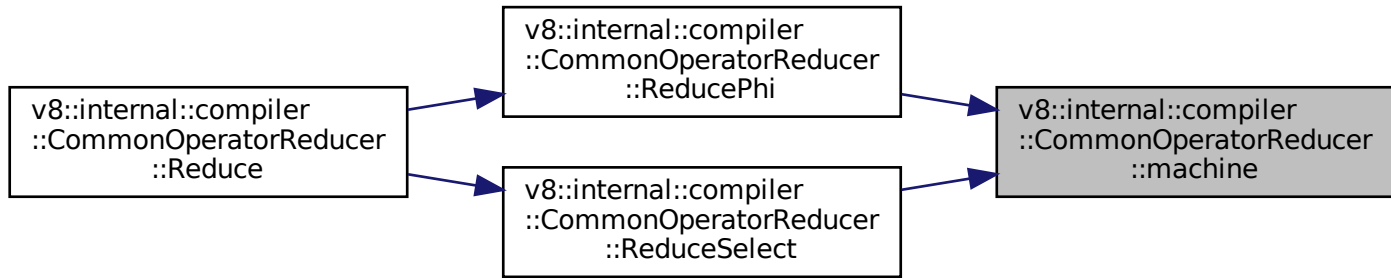 v8::internal::compiler
::CommonOperatorReducer
::Reduce
v8::internal::compiler
::CommonOperatorReducer
::ReducePhi
v8::internal::compiler
::CommonOperatorReducer
::ReduceSelect
v8::internal::compiler
::CommonOperatorReducer
::machine